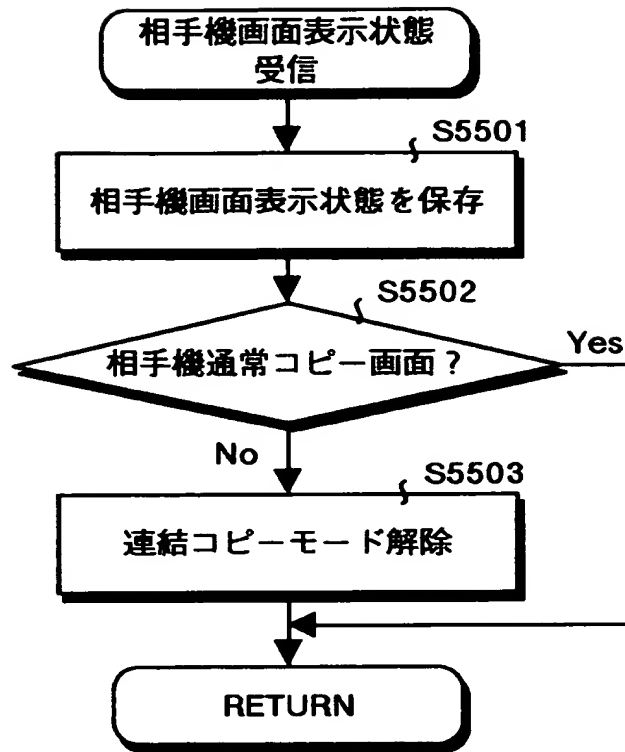 相手機画面表示状態
受信
S5501
相手機画面表示状態を保存
S5502
相手機通常コピー画面？
Yes
No
S5503
連結コピーモード解除
RETURN